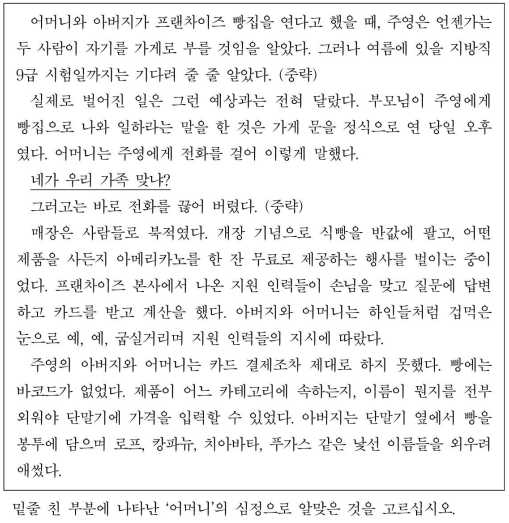 어머니와 아버지가 프랜차이즈 빵집을 연다고 했을 때, 주영은 언젠가는
두 사람이 자기를 가게로 부를 것임을 알았다. 그러나 여름에 있을 지방직
9급 시험일까지는 기다려 줄 줄 알았다. (중략)
실제로 벌어진 일은 그런 예상과는 전혀 달랐다. 부모님이 주영에게
빵집으로 나와 일하라는 말을 한 것은 가게 문을 정식으로 연 당일 오후
였다. 어머니는 주영에게 전화를 걸어 이렇게 말했다.
네가 우리 가족 맞냐?
그러고는 바로 전화를 끊어 버렸다. (중략)
매장은 사람들로 북적였다. 개장 기념으로 식빵을 반값에 팔고, 어떤
제품을 사든지 아메리카노를 한 잔 무료로 제공하는 행사를 벌이는 중이
었다. 프랜차이즈 본사에서 나온 지원 인력들이 손님을 맞고 질문에 답변
하고 카드를 받고 계산을 했다. 아버지와 어머니는 하인들처럼 겁먹은
눈으로 예, 예, 굽실거리며 지원 인력들의 지시에 따랐다.
주영의 아버지와 어머니는 카드 결제조차 제대로 하지 못했다. 빵에는
바코드가 없었다. 제품이 어느 카테고리에 속하는지, 이름이 뭔지를 전부
외워야 단말기에 가격을 입력할 수 있었다. 아버지는 단말기 옆에서 빵을
봉투에 담으며 로프, 캉파뉴, 치아바타, 푸가스 같은 낯선 이름들을 외우려
애썼다.
밑줄 친 부분에 나타난 ‘어머니’의 심정으로 알맞은 것을 고르십시오.